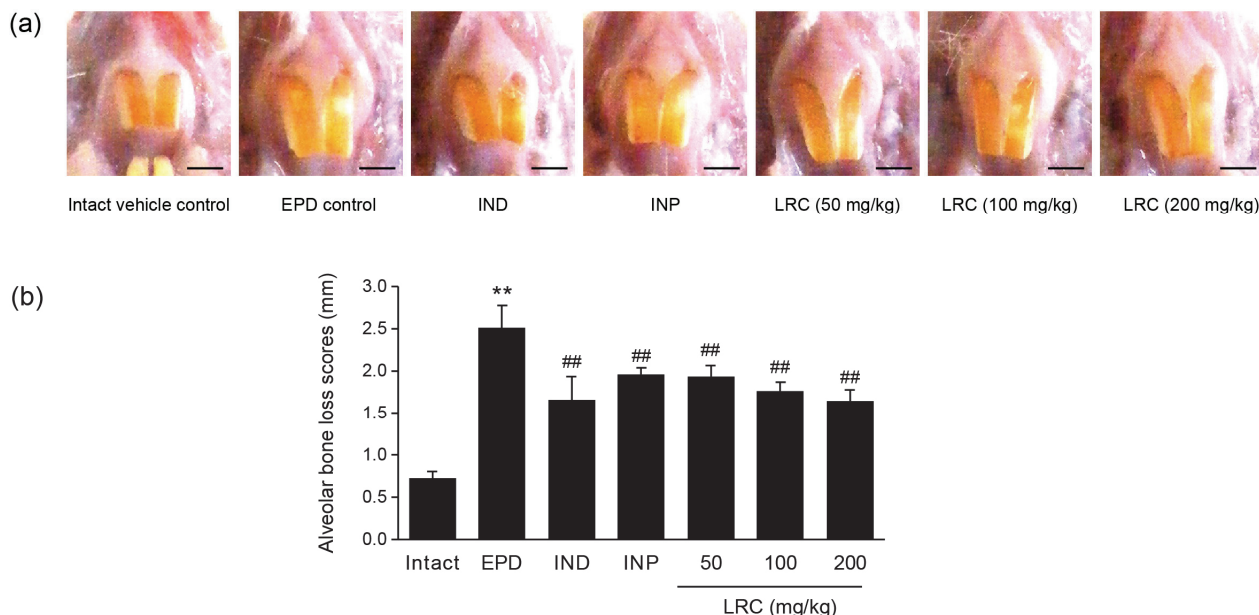 (a)
Intact vehicle control
EPD control
IND
INP
LRC (50 mg/kg)
LRC (100 mg/kg)
LRC (200 mg/kg)
(b)
Alveolar bone loss scores (mm)
3.0
2.5
2.0
1.5
1.0
0.5
0.0
**
##
##
##
##
##
Intact
EPD
IND
INP
50
100
200
LRC (mg/kg)